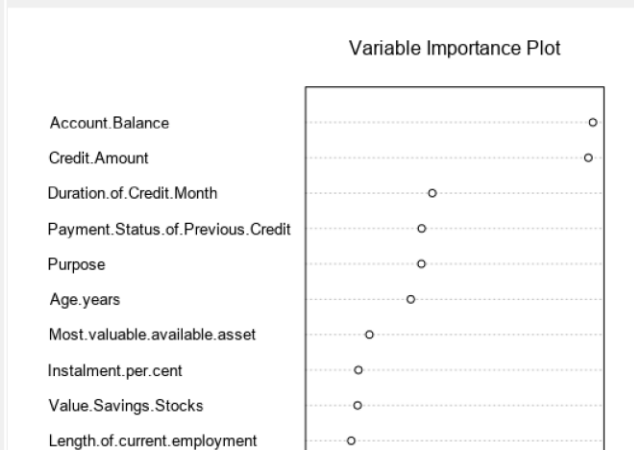 Variable Importance Plot
Account.Balance
Credit.Amount
Duration.of.Credit.Month
Payment.Status.of.Previous.Credit
Purpose
Age.years
Most.valuable.available.asset
Instalment.per.cent
Value.Savings.Stocks
Length.of.current.employment